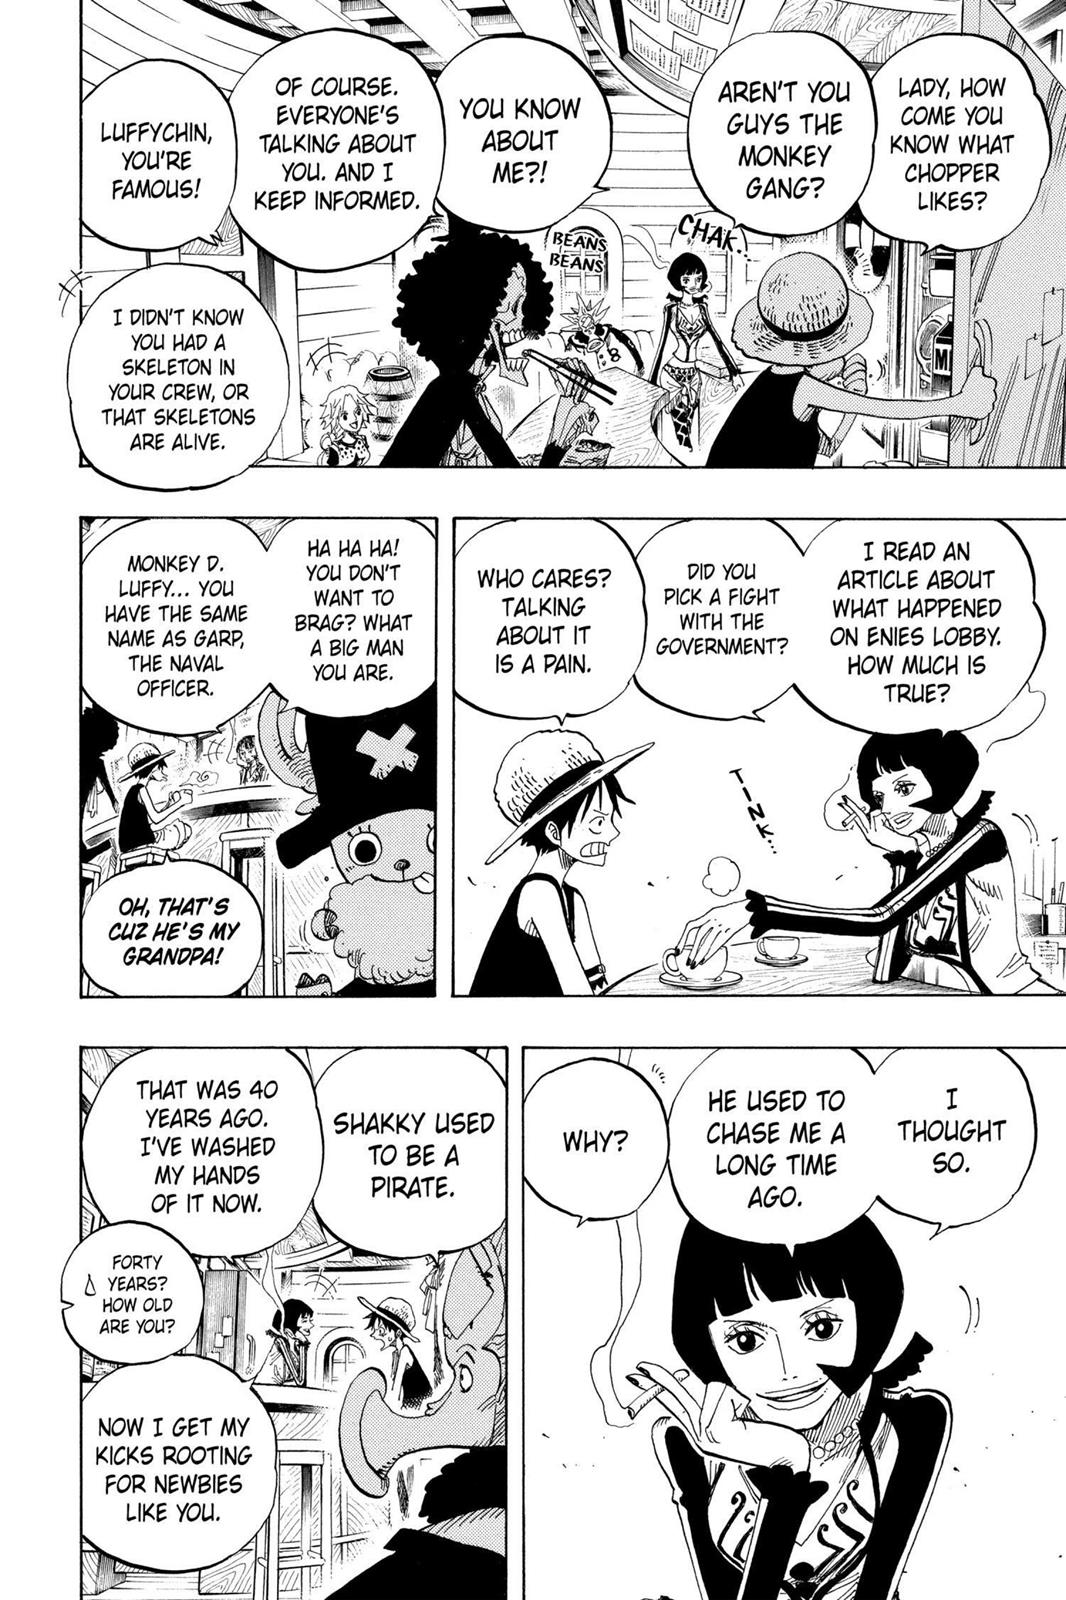 LADY, HOW
COME YOU
KNOW WHAT
CHOPPER
LIKES?
AREN'T YOU
GUYS THE
MONKEY
GANG?
YOU KNOW
ABOUT
ME?!
OF COURSE.
EVERYONE'S
TALKING ABOUT
YOU. AND I
KEEP INFORMED.
LUFFYCHIN,
YOU'RE
FAMOUS!
CHAK...
BEANS
BEANS
8
M
I DIDN'T KNOW
YOU HAD A
SKELETON IN
YOUR CREW, OR
THAT SKELETONS
ARE ALIVE.
I READ AN
ARTICLE ABOUT
WHAT HAPPENED
ON ENIES LOBBY.
HOW MUCH IS
TRUE?
DID YOU
PICK A FIGHT
WITH THE
GOVERNMENT?
WHO CARES?
TALKING
ABOUT IT
IS A PAIN.
TINK...
HA HA HA!
YOU DON'T
WANT TO
BRAG? WHAT
A BIG MAN
YOU ARE.
MONKEY D.
LUFFY... YOU
HAVE THE SAME
NAME AS GARP,
THE NAVAL
OFFICER.
OH, THAT'S
CUZ HE'S MY
GRANDPA!
I
THOUGHT
SO.
HE USED TO
CHASE ME A
LONG TIME
AGO.
WHY?
SHAKKY USED
TO BE A
PIRATE.
THAT WAS 40
YEARS AGO.
I'VE WASHED
MY HANDS
OF IT NOW.
FORTY
YEARS?
HOW OLD
ARE YOU?
NOW I GET MY
KICKS ROOTING
FOR NEWBIES
LIKE YOU.